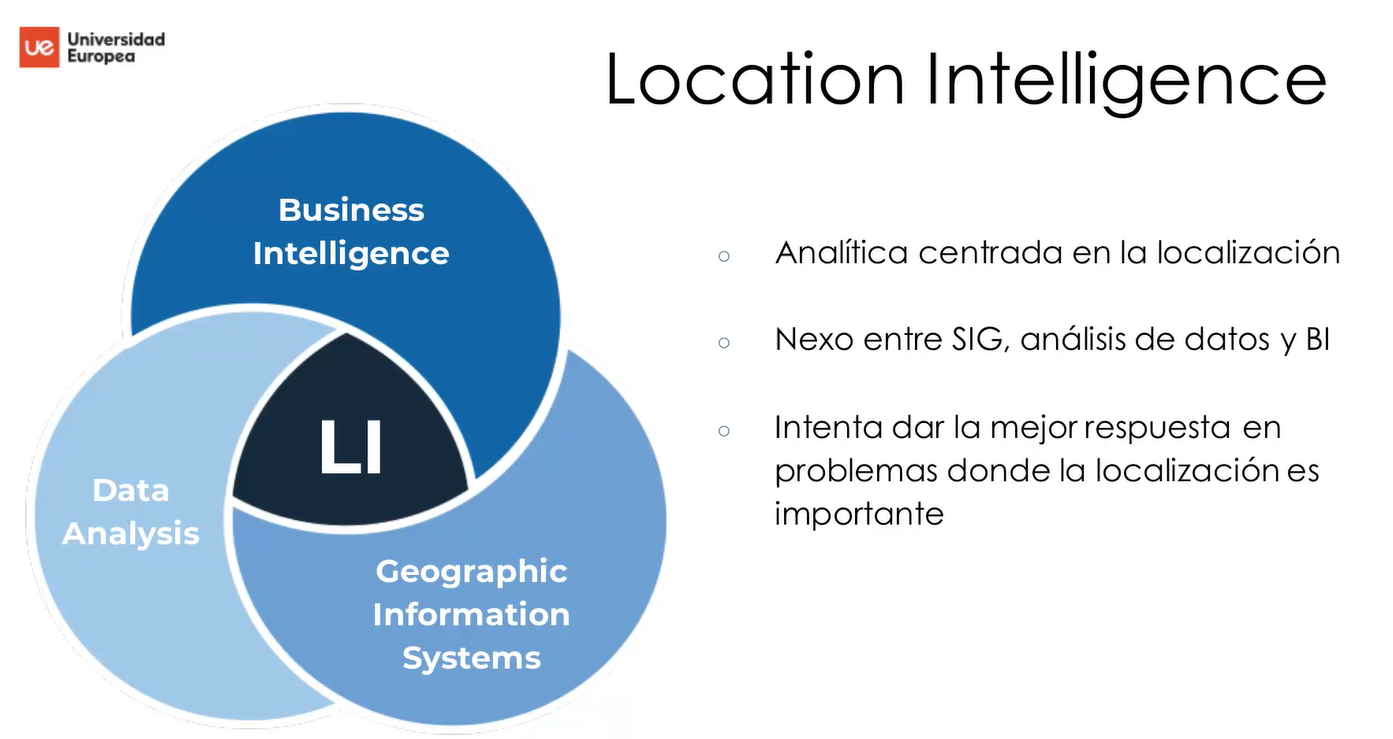 ue Universidad
Europea
Location Intelligence
Business
Intelligence
Data
Analysis
LI
Geographic
Information
Systems
Analítica centrada en la localización
Nexo entre SIG, análisis de datos y BI
Intenta dar la mejor respuesta en
problemas donde la localización es
importante